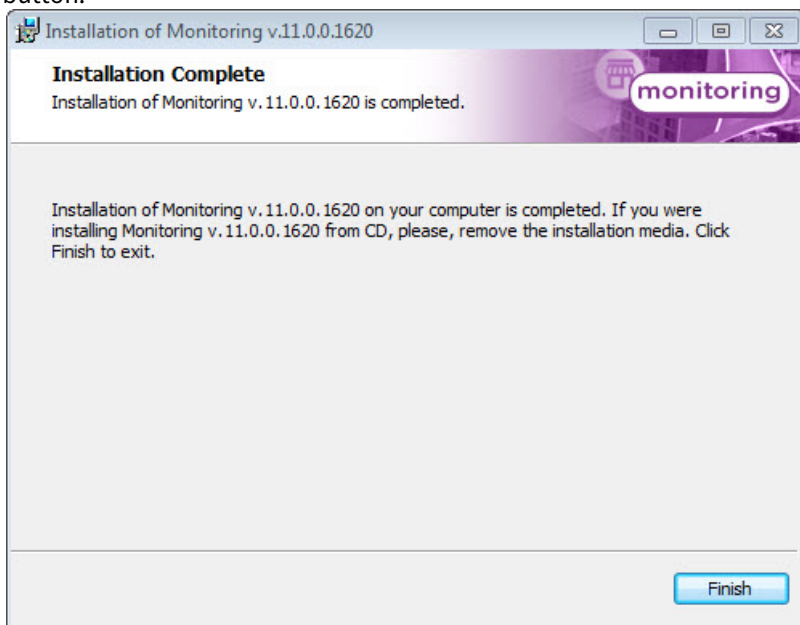 button.
Installation of Monitoring v.11.0.0.1620
Installation Complete
Installation of Monitoring v.11.0.0.1620 is completed.
monitoring
Installation of Monitoring v.11.0.0.1620 on your computer is completed. If you were
installing Monitoring v.11.0.0.1620 from CD, please, remove the installation media. Click
Finish to exit.
Finish